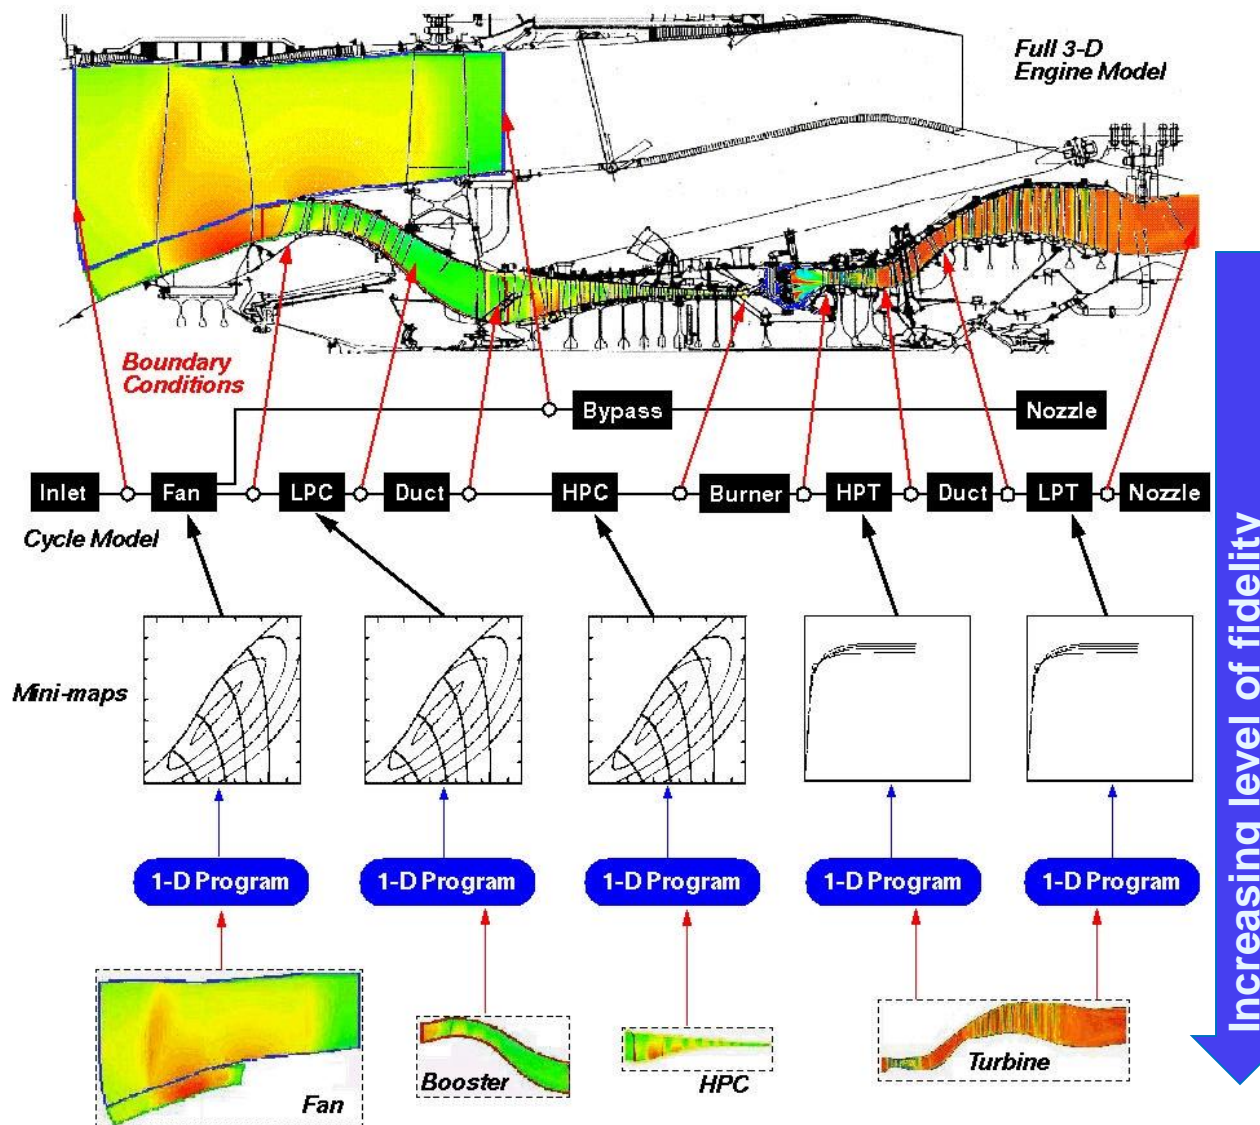 Full 3-D
Engine Model
Boundary
Conditions
Bypass
Nozzle
Inlet
Fan
LPC
Duct
HPC
Burner
HPT
Duct
LPT
Nozzle
Cycle Model
Mini-maps
1-D Program
1-D Program
1-D Program
1-D Program
1-D Program
Fan
Booster
HPC
Turbine
Increasing level of fidelity